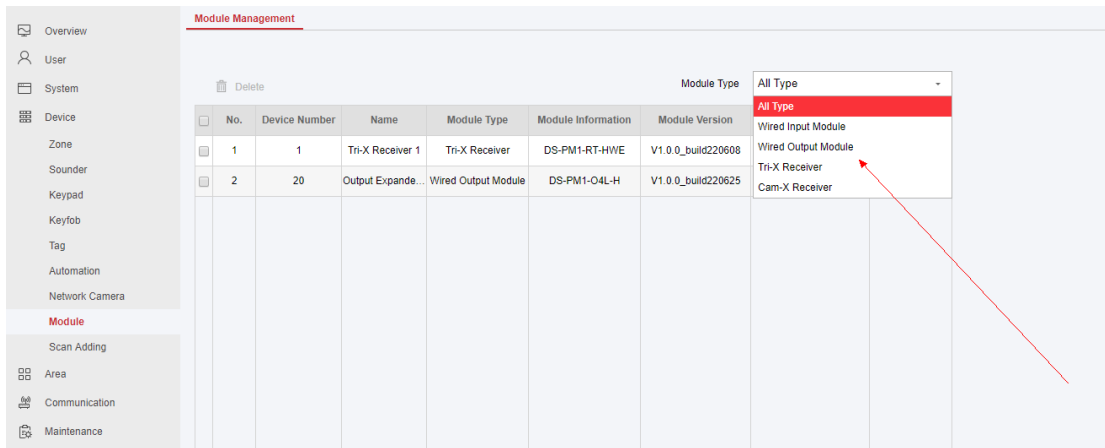 Module Management
Overview
User
System
Device
Zone
Sounder
Keypad
Keyfob
Tag
Automation
Network Camera
Module
Scan Adding
Area
Communication
Maintenance
Delete
Module Type All Type
All Type
Wired Input Module
Wired Output Module
Tri-X Receiver
Cam-X Receiver
No. Device Number Name Module Type Module Information Module Version
1 1 Tri-X Receiver 1 Tri-X Receiver DS-PM1-RT-HWE V1.0.0_build220608
2 20 Output Expande... Wired Output Module DS-PM1-O4L-H V1.0.0_build220625